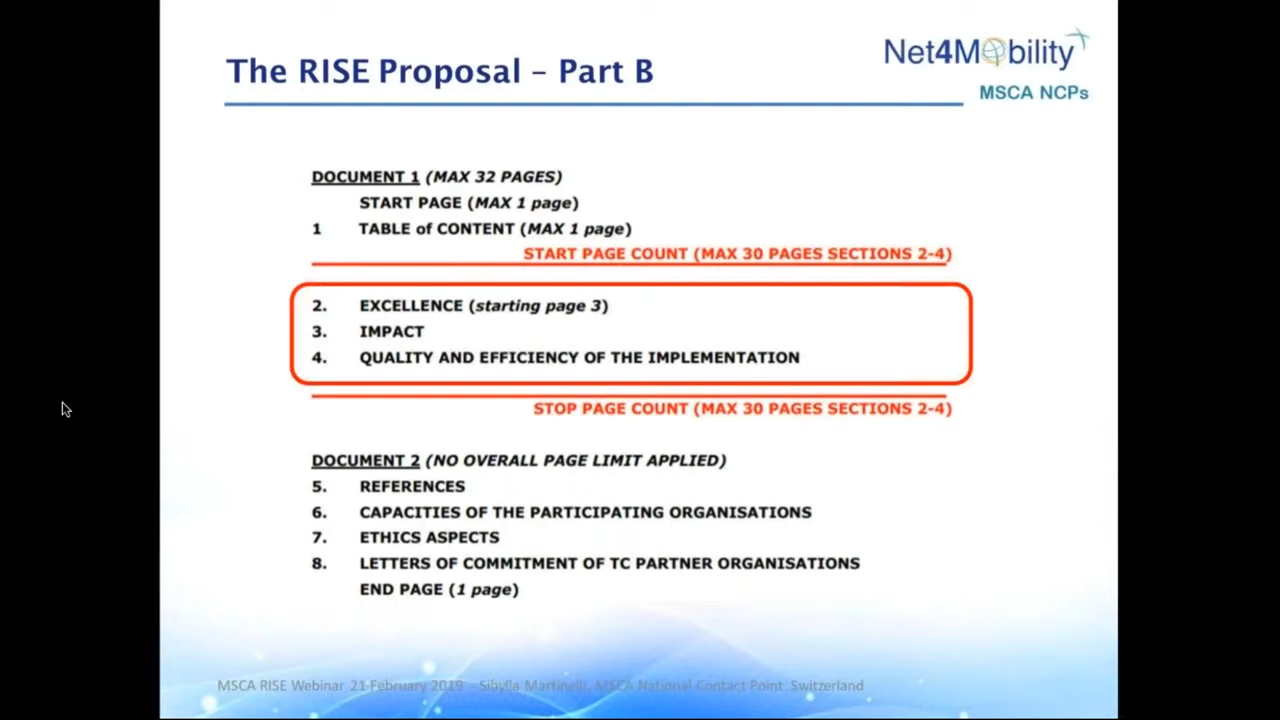 The RISE Proposal – Part B
Net4Mobility
MSCA NCPs
DOCUMENT 1 (MAX 32 PAGES)
START PAGE (MAX 1 page)
1 TABLE of CONTENT (MAX 1 page)
START PAGE COUNT (MAX 30 PAGES SECTIONS 2-4)
2. EXCELLENCE (starting page 3)
3. IMPACT
4. QUALITY AND EFFICIENCY OF THE IMPLEMENTATION
STOP PAGE COUNT (MAX 30 PAGES SECTIONS 2-4)
DOCUMENT 2 (NO OVERALL PAGE LIMIT APPLIED)
5. REFERENCES
6. CAPACITIES OF THE PARTICIPATING ORGANISATIONS
7. ETHICS ASPECTS
8. LETTERS OF COMMITMENT OF TC PARTNER ORGANISATIONS
END PAGE (1 page)
MSCA RISE Webinar 21 February 2019 - Sibylla Martinelli, MSCA National Contact Point Switzerland